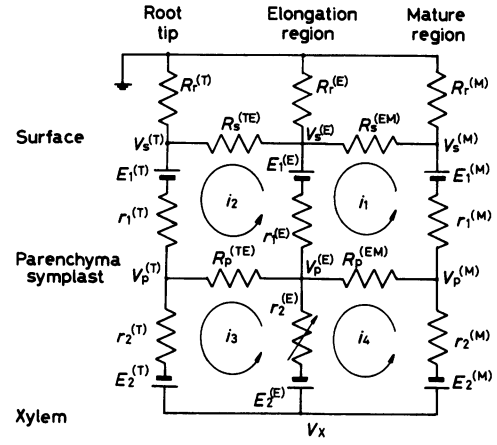 Root tip
Elongation region
Mature region
Rr(T)
Rr(E)
Rr(M)
Rs(TE)
Rs(EM)
Surface
Vs(T)
Vs(E)
Vs(M)
E1(T)
E1(E)
E1(M)
i2
i1
r1(T)
r1(E)
r1(M)
Rp(TE)
Rp(EM)
Parenchyma symplast
Vp(T)
Vp(E)
Vp(M)
r2(T)
r2(E)
r2(M)
i3
i4
E2(T)
E2(E)
E2(M)
Xylem
Vx